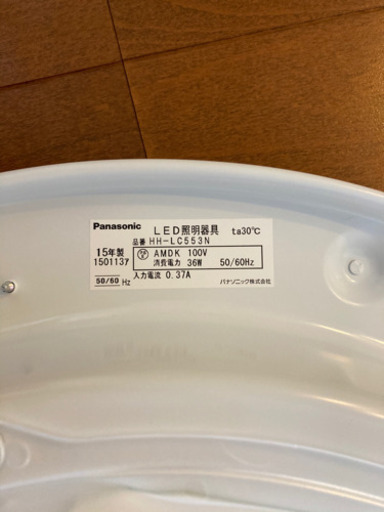 Panasonic LED照明器具 ta30℃
品番 HH-LC553N
15年製 AMDK 100V
1501137 消費電力 36W 50/60Hz
50/60 Hz 入力電流 0.37A
パナソニック株式会社